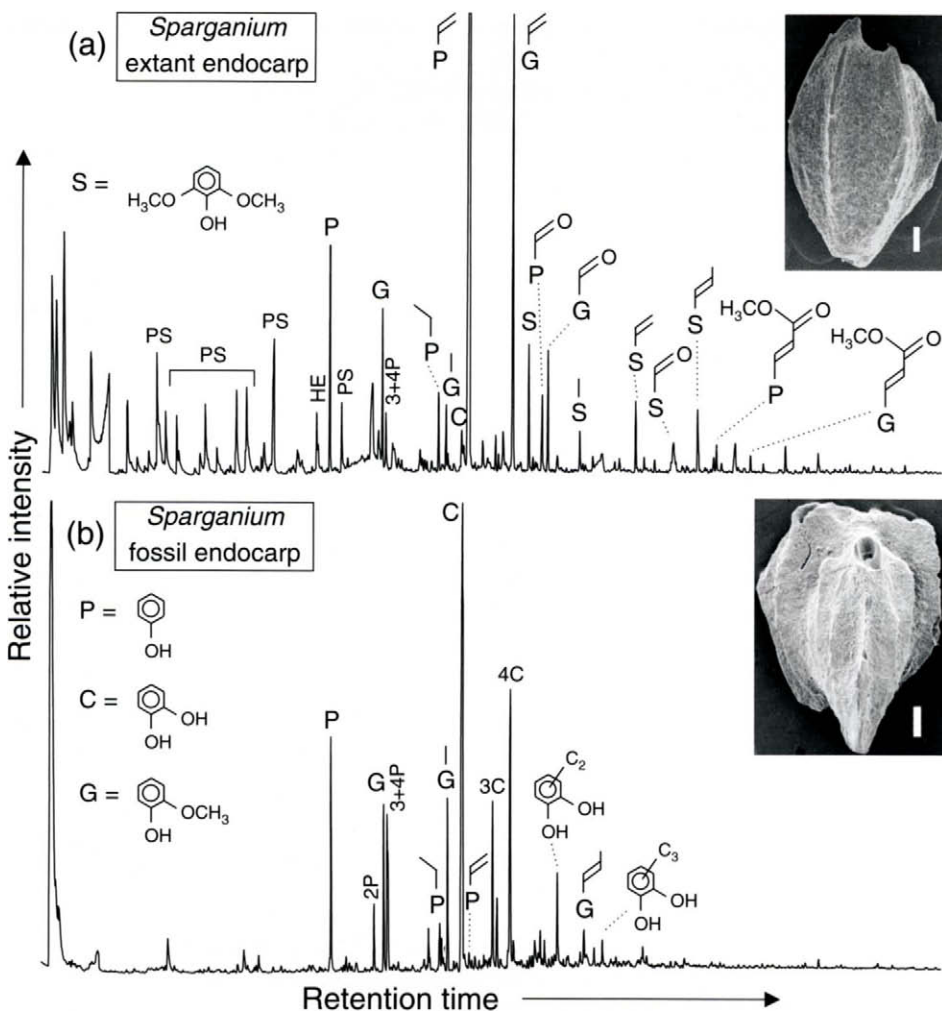 (a)
Sparganium
extant endocarp
P
G
S =
H₃CO
OCH₃
OH
P
G
PS
PS
PS
HE
PS
3+4P
P
G
C
S
O
P
O
G
S
S
O
S
S
H₃CO
O
P
H₃CO
O
G
Relative intensity
(b)
Sparganium
fossil endocarp
P =
OH
C =
OH
OH
G =
OCH₃
OH
P
2P
G
3+4P
P
G
C
P
3C
4C
C₂
OH
OH
G
C₃
OH
OH
Retention time